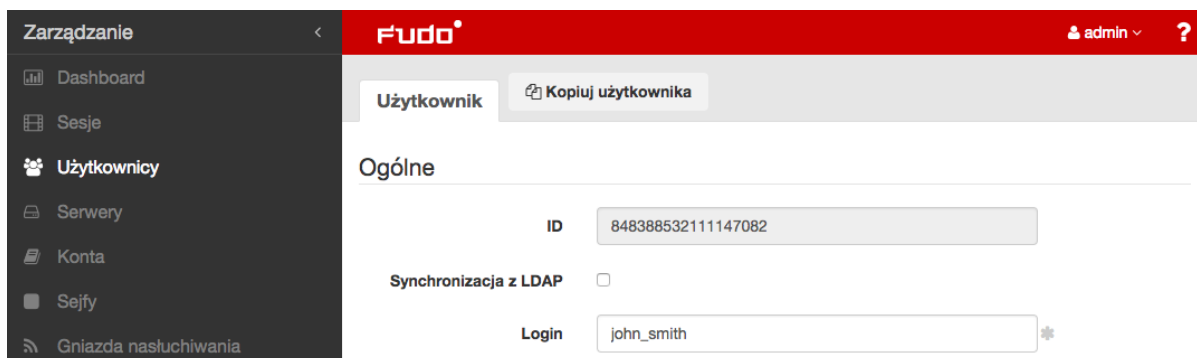 Zarządzanie
Dashboard
Sesje
Użytkownicy
Serwery
Konta
Sejfy
Gniazda nasłuchiwania
FUDO
admin
?
Użytkownik
Kopiuj użytkownika
Ogólne
ID 848388532111147082
Synchronizacja z LDAP
Login john_smith